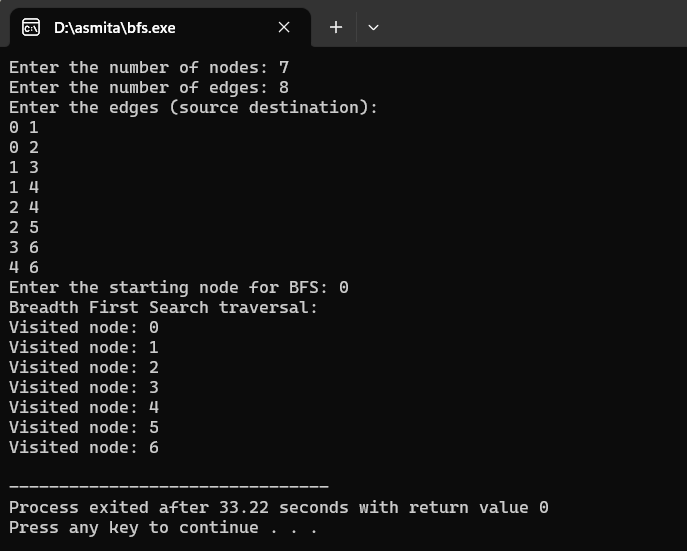 D:\asmita\bfs.exe
Enter the number of nodes: 7
Enter the number of edges: 8
Enter the edges (source destination):
0 1
0 2
1 3
1 4
2 4
2 5
3 6
4 6
Enter the starting node for BFS: 0
Breadth First Search traversal:
Visited node: 0
Visited node: 1
Visited node: 2
Visited node: 3
Visited node: 4
Visited node: 5
Visited node: 6
--------------------------------
Process exited after 33.22 seconds with return value 0
Press any key to continue . . .